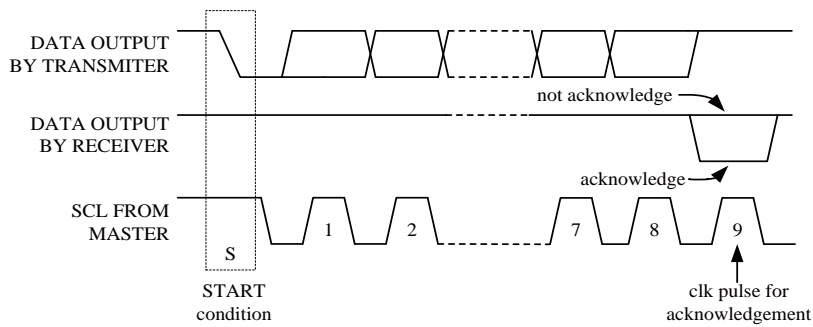 DATA OUTPUT
BY TRANSMITER
not acknowledge
DATA OUTPUT
BY RECEIVER
acknowledge
SCL FROM
MASTER
1
2
7
8
9
S
START
condition
clk pulse for
acknowledgement